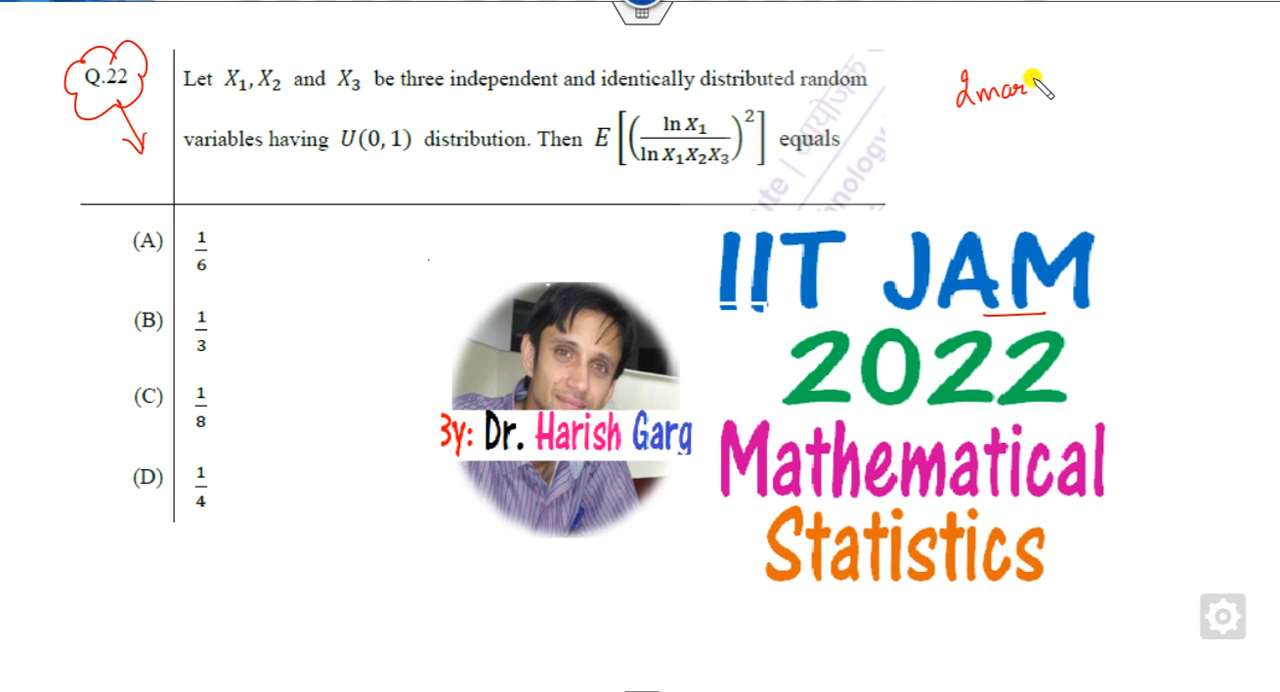 Q.22
Let X₁, X₂ and X₃ be three independent and identically distributed random
variables having U(0, 1) distribution. Then E[(ln X₁ / ln X₁X₂X₃)²] equals
2mar
(A) 1/6
(B) 1/3
(C) 1/8
(D) 1/4
IIT JAM
2022
Mathematical
Statistics
By: Dr. Harish Garg